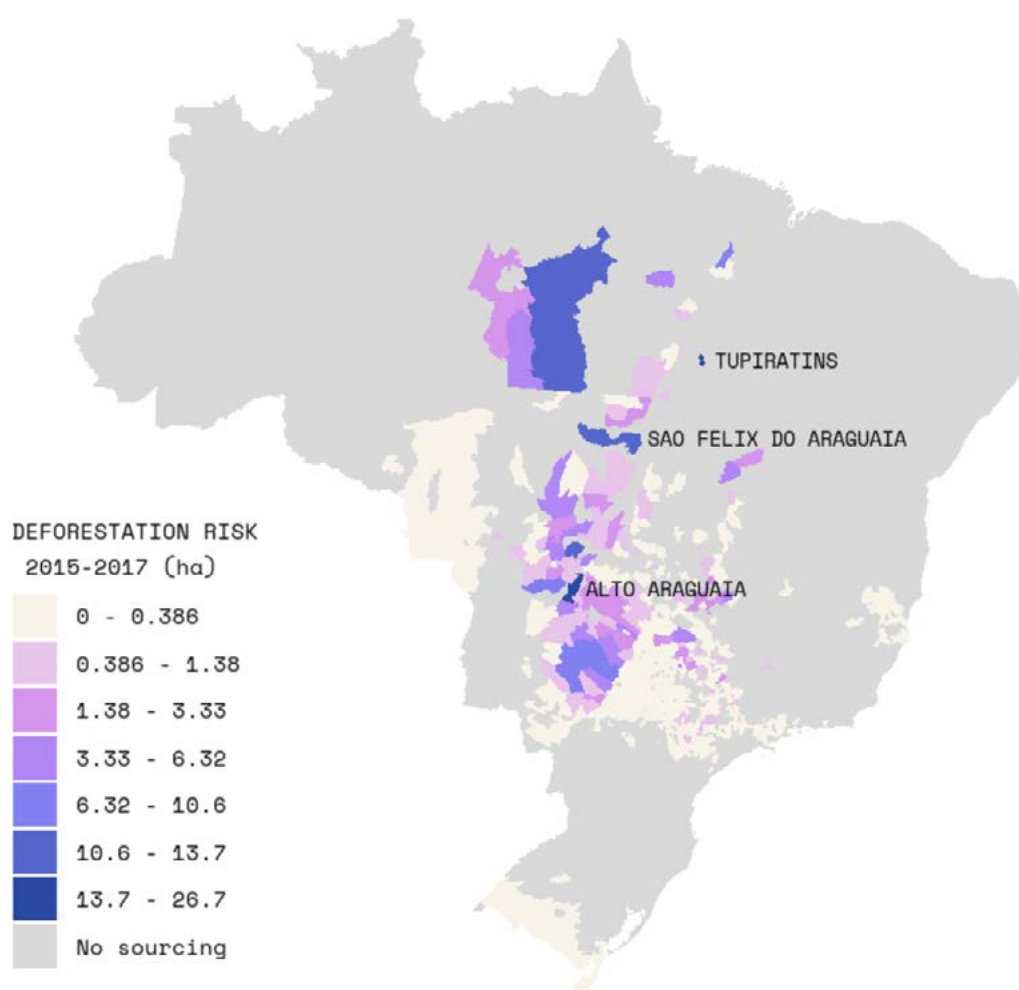 TUPIRATINS
SAO FELIX DO ARAGUAIA
DEFORESTATION RISK
2015-2017 (ha)
ALTO ARAGUAIA
0 - 0.386
0.386 - 1.38
1.38 - 3.33
3.33 - 6.32
6.32 - 10.6
10.6 - 13.7
13.7 - 26.7
No sourcing